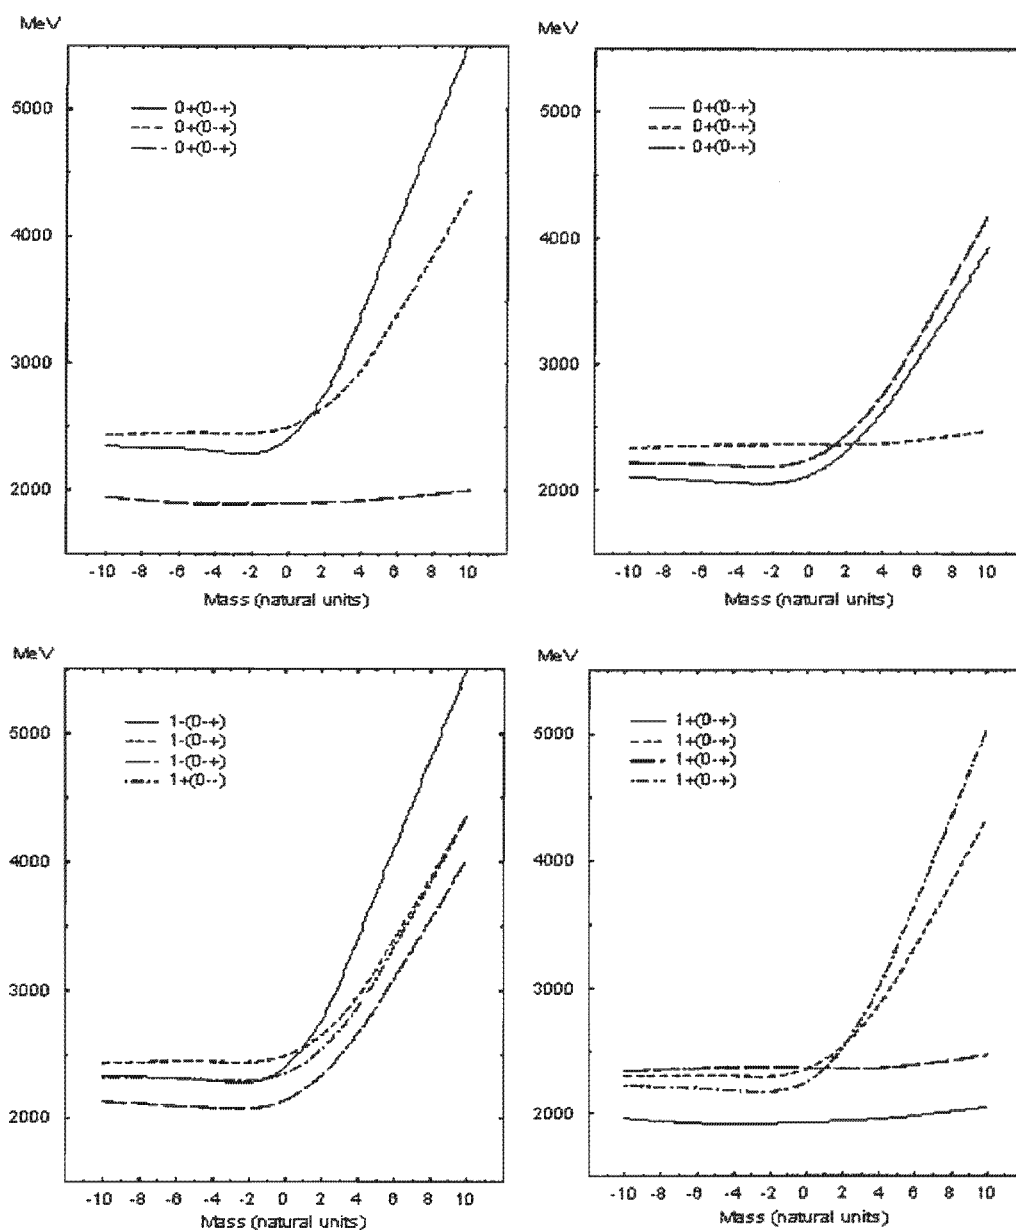 MeV
5000
4000
3000
2000
0+(0-+)
0+(0-+)
0+(0-+)
-10 -8 -6 -4 -2 0 2 4 6 8 10
Mass (natural units)
MeV
5000
4000
3000
2000
0+(0-+)
0+(0-+)
0+(0-+)
-10 -8 -6 -4 -2 0 2 4 6 8 10
Mass (natural units)
MeV
5000
4000
3000
2000
1-(0-+)
1-(0-+)
1-(0-+)
1+(0--)
-10 -8 -6 -4 -2 0 2 4 6 8 10
Mass (natural units)
MeV
5000
4000
3000
2000
1+(0-+)
1+(0-+)
1+(0-+)
1+(0-+)
-10 -8 -6 -4 -2 0 2 4 6 8 10
Mass (natural units)